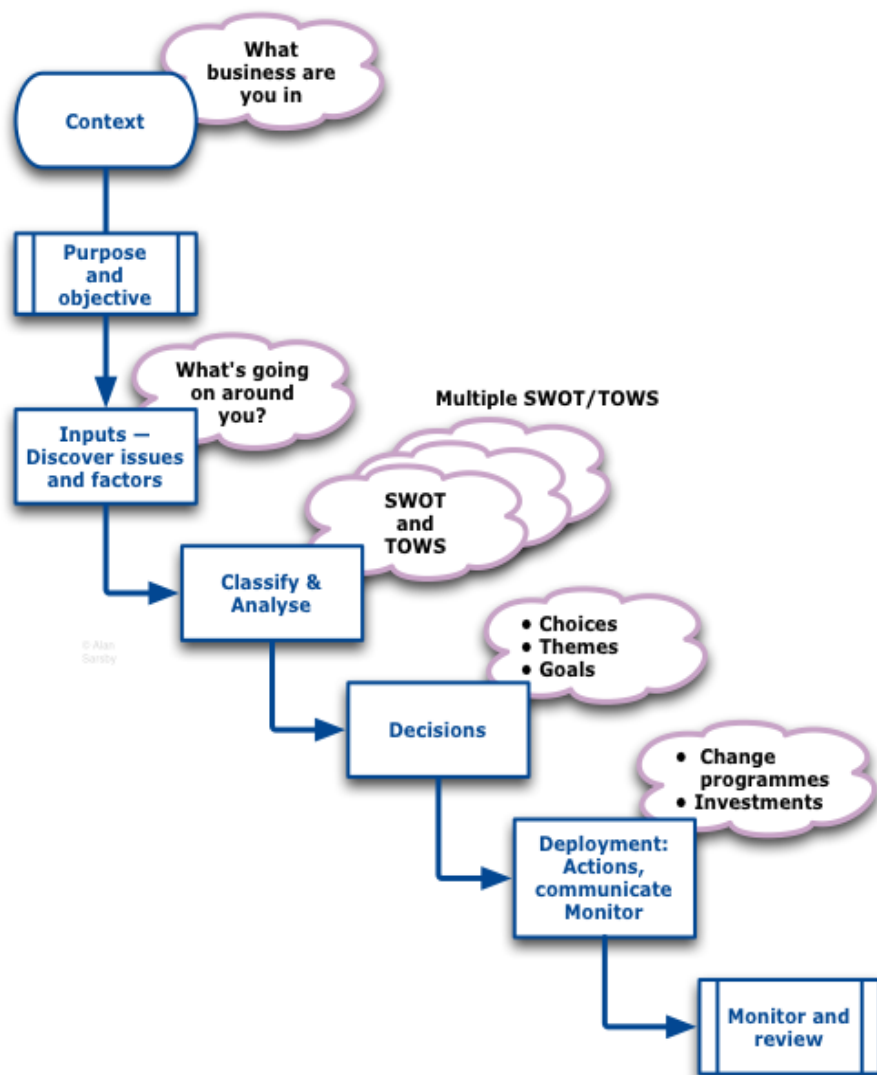 What
business are
you in
Context
Purpose
and
objective
What's going
on around
you?
Inputs —
Discover issues
and factors
Multiple SWOT/TOWS
SWOT
and
TOWS
Classify &
Analyse
© Alan
Sarsby
• Choices
• Themes
• Goals
Decisions
• Change
programmes
• Investments
Deployment:
Actions,
communicate
Monitor
Monitor and
review